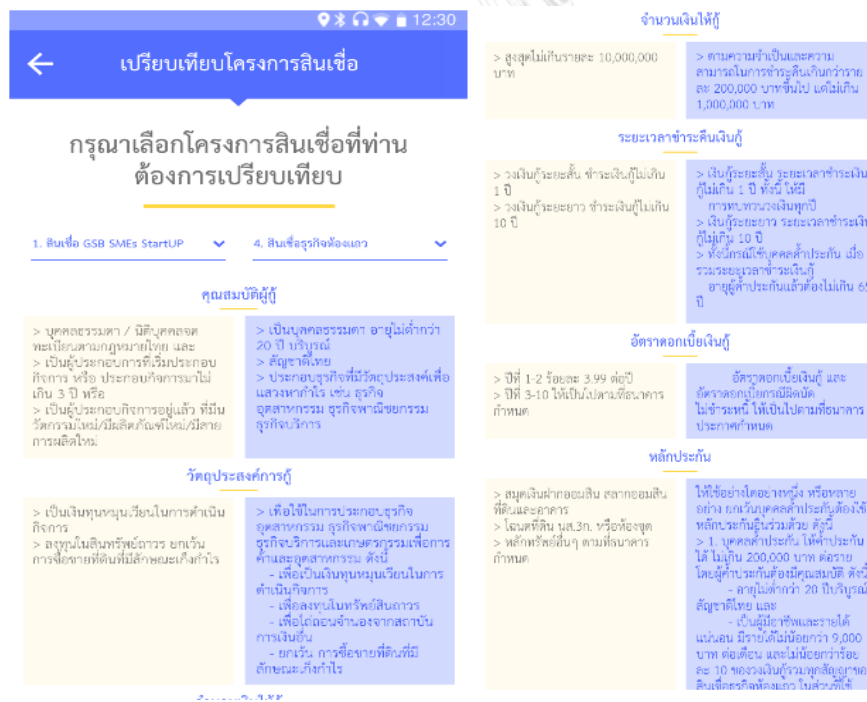 12:30
เปรียบเทียบโครงการสินเชื่อ
กรุณาเลือกโครงการสินเชื่อที่ท่าน
ต้องการเปรียบเทียบ
1. สินเชื่อ GSB SMEs StartUP
4. สินเชื่อธุรกิจห้องแถว
คุณสมบัติผู้กู้
> บุคคลธรรมดา / นิติบุคคลจด
ทะเบียนตามกฎหมายไทย และ
> เป็นผู้ประกอบการที่เริ่มประกอบ
กิจการ หรือ ประกอบกิจการมาไม่
เกิน 3 ปี หรือ
> เป็นผู้ประกอบกิจการอยู่แล้ว ที่มีน
วัตกรรมใหม่/มีผลิตภัณฑ์ใหม่/มีสาย
การผลิตใหม่
> เป็นบุคคลธรรมดา อายุไม่ต่ำกว่า
20 ปี บริบูรณ์
> สัญชาติไทย
> ประกอบธุรกิจที่มีวัตถุประสงค์เพื่อ
แสวงหากำไร เช่น ธุรกิจ
อุตสาหกรรม ธุรกิจพาณิชยกรรม
ธุรกิจบริการ
วัตถุประสงค์การกู้
> เป็นเงินทุนหมุนเวียนในการดำเนิน
กิจการ
> ลงทุนในสินทรัพย์ถาวร ยกเว้น
การซื้อขายที่ดินที่มีลักษณะเก็งกำไร
> เพื่อใช้ในการประกอบธุรกิจ
อุตสาหกรรม ธุรกิจพาณิชยกรรม
ธุรกิจบริการและเกษตรกรรมเพื่อการ
ค้าและอุตสาหกรรม ดังนี้
- เพื่อเป็นเงินทุนหมุนเวียนในการ
ดำเนินกิจการ
- เพื่อลงทุนในทรัพย์สินถาวร
- เพื่อไถ่ถอนจำนองจากสถาบัน
การเงินอื่น
- ยกเว้น การซื้อขายที่ดินที่มี
ลักษณะเก็งกำไร
จำนวนเงินให้กู้
> สูงสุดไม่เกินรายละ 10,000,000
บาท
> ตามความจำเป็นและความ
สามารถในการชำระคืนเกินกว่าราย
ละ 200,000 บาทขึ้นไป แต่ไม่เกิน
1,000,000 บาท
ระยะเวลาชำระคืนเงินกู้
> วงเงินกู้ระยะสั้น ชำระเงินกู้ไม่เกิน
1 ปี
> วงเงินกู้ระยะยาว ชำระเงินกู้ไม่เกิน
10 ปี
> เงินกู้ระยะสั้น ระยะเวลาชำระเงิน
กู้ไม่เกิน 1 ปี ทั้งนี้ ให้มี
การทบทวนวงเงินทุกปี
> เงินกู้ระยะยาว ระยะเวลาชำระเงิน
กู้ไม่เกิน 10 ปี
> ทั้งนี้กรณีใช้บุคคลค้ำประกัน เมื่อ
รวมระยะเวลาชำระเงินกู้
อายุผู้ค้ำประกันแล้วต้องไม่เกิน
ปี
อัตราดอกเบี้ยเงินกู้
> ปีที่ 1-2 ร้อยละ 3.99 ต่อปี
> ปีที่ 3-10 ให้เป็นไปตามที่ธนาคาร
กำหนด
อัตราดอกเบี้ยเงินกู้ และ
อัตราดอกเบี้ยกรณีผิดนัด
ไม่ชำระหนี้ ให้เป็นไปตามที่ธนาคาร
ประกาศกำหนด
หลักประกัน
> สมุดเงินฝากออมสิน สลากออมสิน
ที่ดินและอาคาร
> โฉนดที่ดิน นส.3ก. หรือห้องชุด
> หลักทรัพย์อื่นๆ ตามที่ธนาคาร
กำหนด
ให้ใช้อย่างใดอย่างหนึ่ง หรือหลาย
อย่าง ยกเว้นบุคคลค้ำประกันต้องใช้
หลักประกันอื่นร่วมด้วย ดังนี้
> 1. บุคคลค้ำประกัน ให้ค้ำประกัน
ได้ ไม่เกิน 200,000 บาท ต่อราย
โดยผู้ค้ำประกันต้องมีคุณสมบัติ ดังนี้
- อายุไม่ต่ำกว่า 20 ปีบริบูรณ์
สัญชาติไทย และ
- เป็นผู้มีอาชีพและรายได้
แน่นอน มีรายได้ไม่น้อยกว่า 9,000
บาท ต่อเดือน และไม่น้อยกว่าร้อย
ละ 10 ของวงเงินกู้รวมทุกสัญญาขอ
สินเชื่อธุรกิจห้องแถว ในส่วนที่ใช้